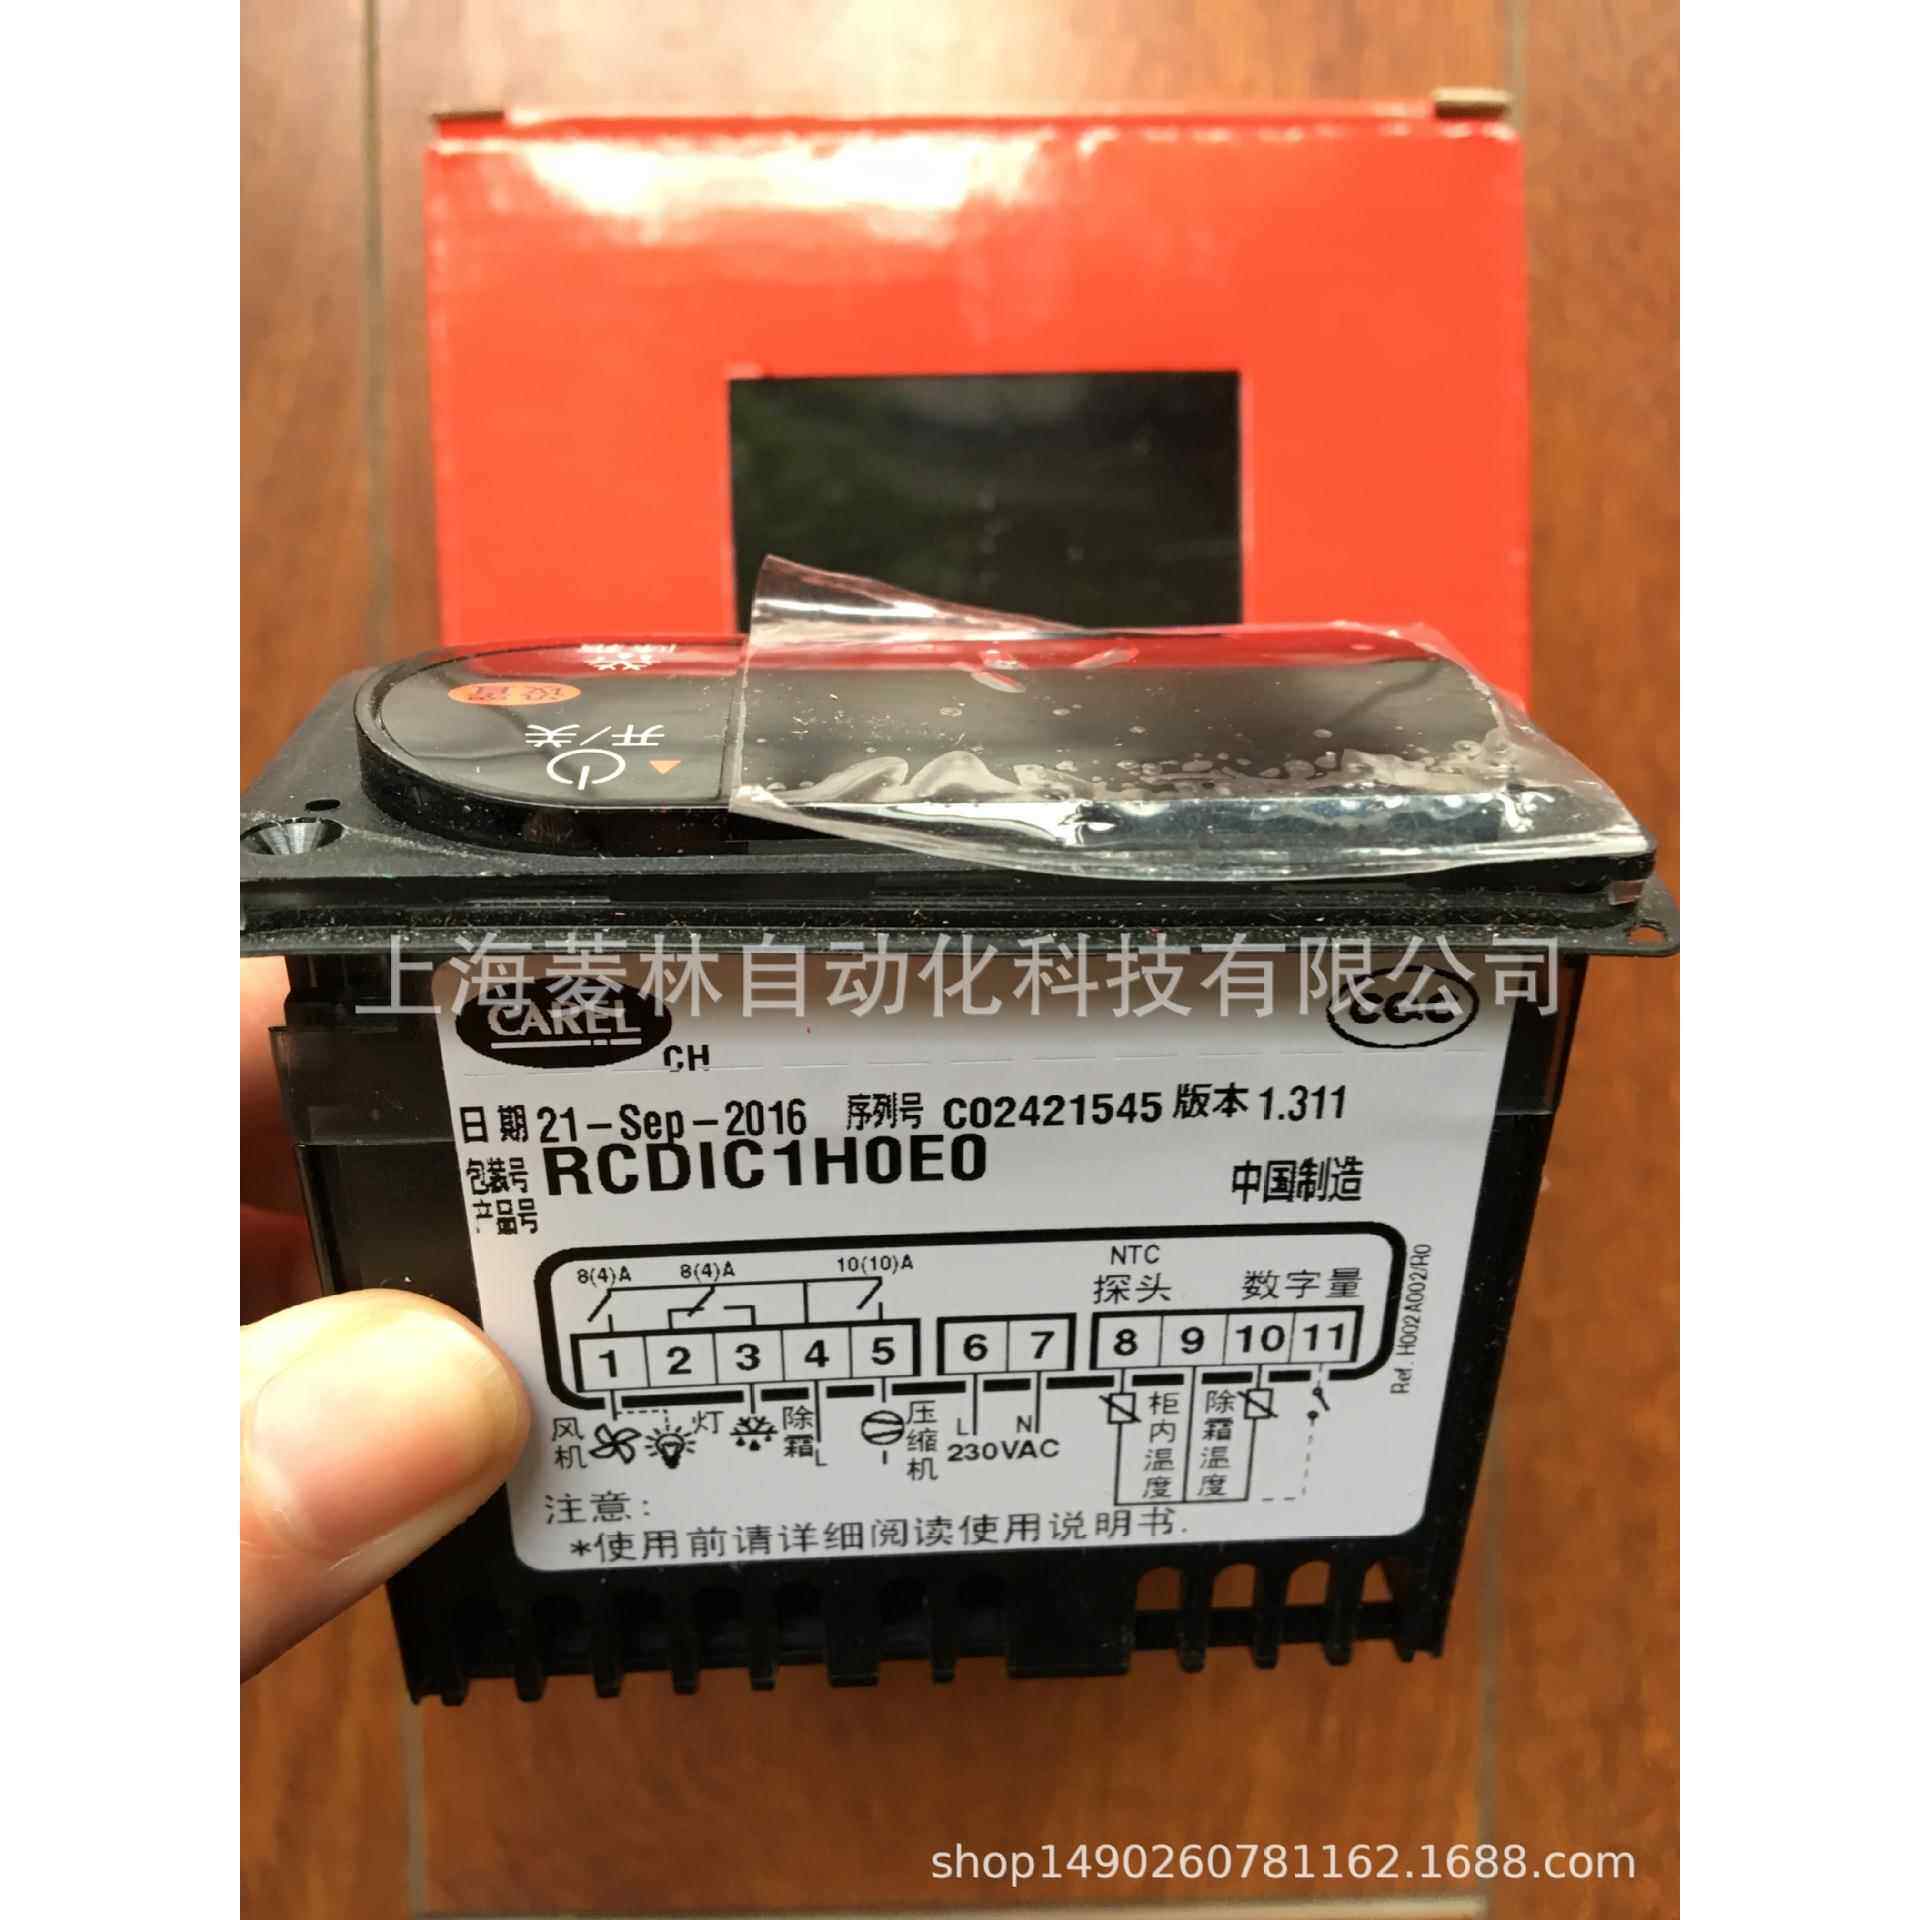 设置
开/关
上海菱林自动化科技有限公司
CAREL
CH
日期 21-Sep-2016 序列号 C02421545 版本 1.311
包装号 RCDIC1H0E0
产品号
中国制造
8(4)A 8(4)A 10(10)A
NTC
探头 数字量
1 2 3 4 5 6 7 8 9 10 11
Ref. H002A002/R0
风机 灯 除霜 L 压缩机 L N 柜内温度 除霜温度
230VAC
注意:
*使用前请详细阅读使用说明书.
shop1490260781162.1688.com